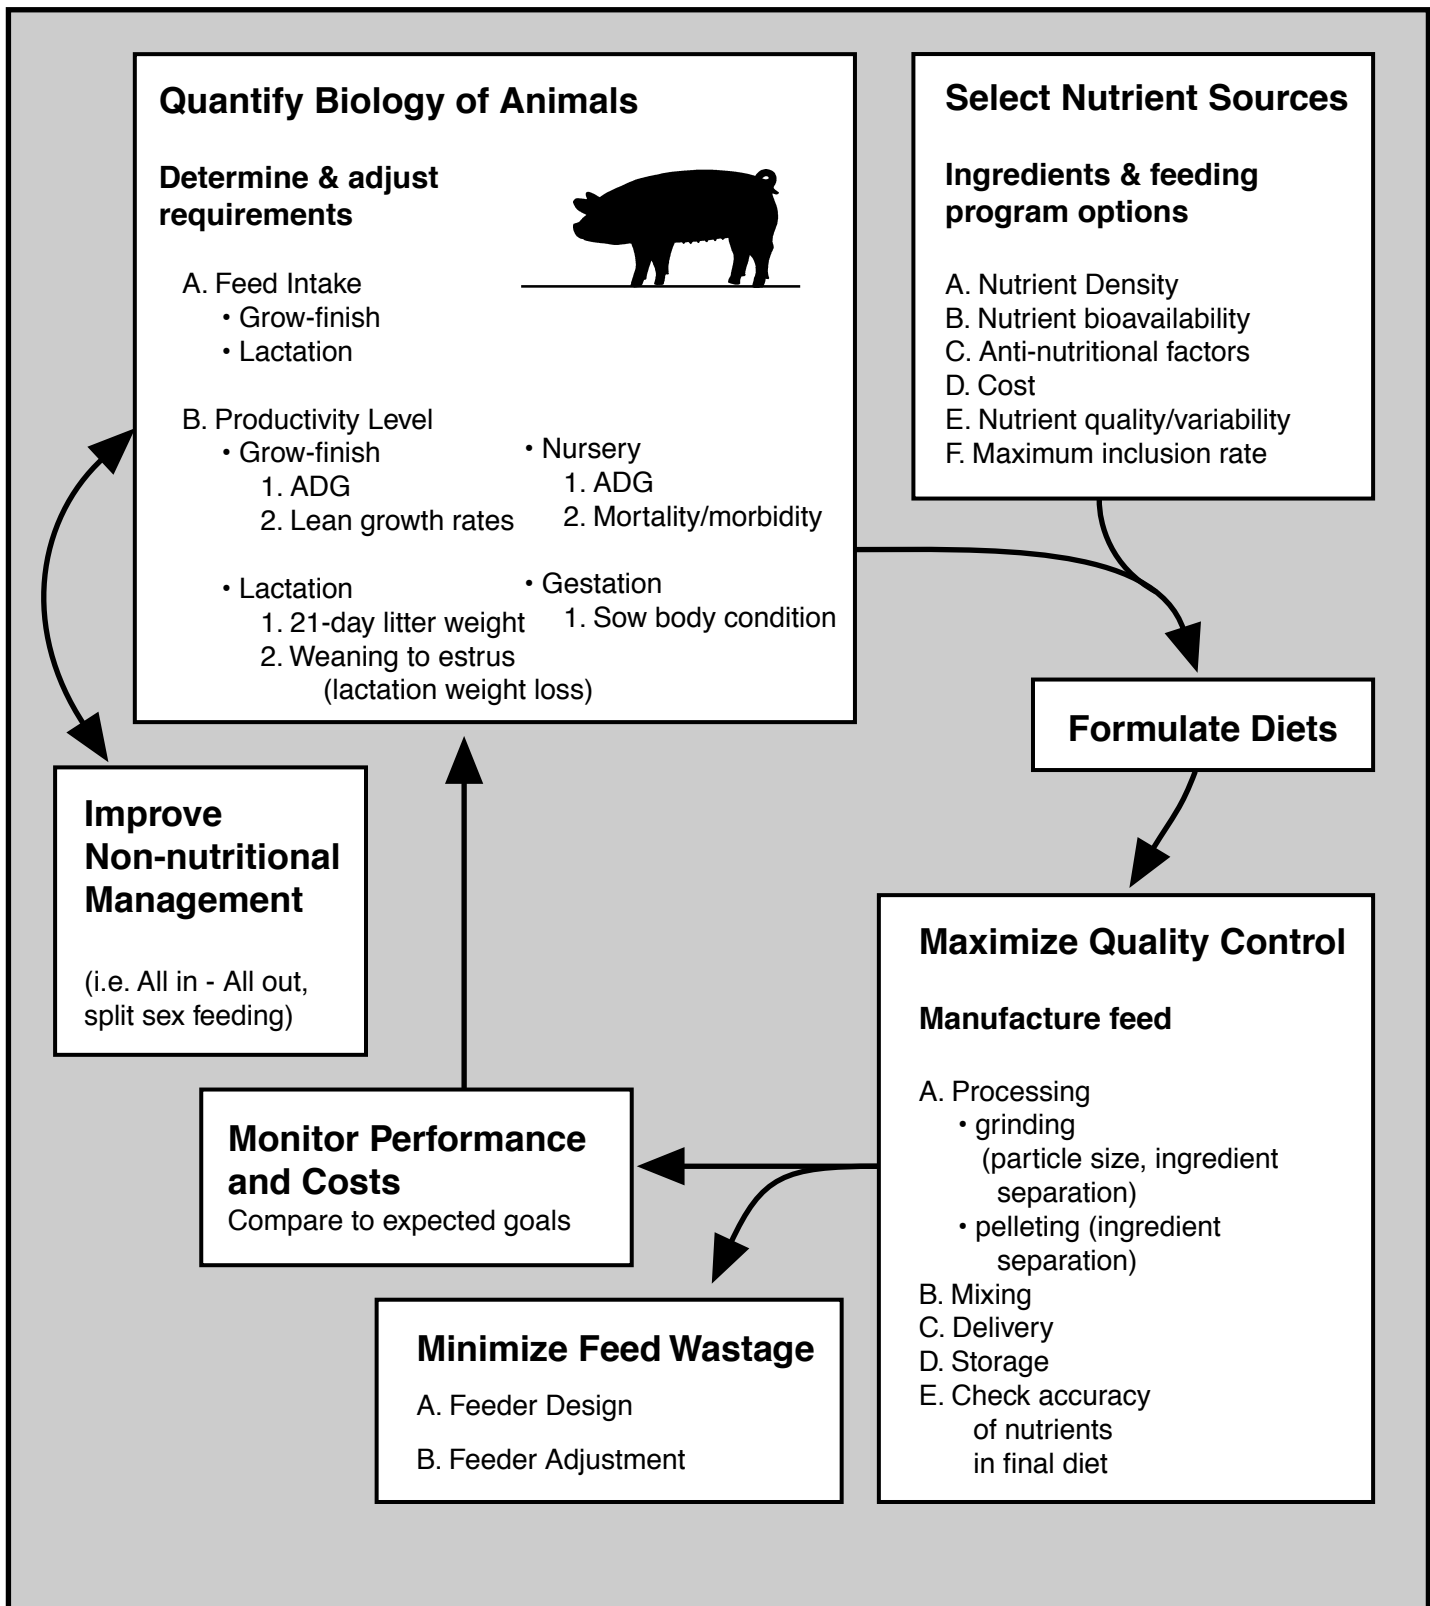 Quantify Biology of Animals
Determine & adjust
requirements
A. Feed Intake
• Grow-finish
• Lactation
B. Productivity Level
• Grow-finish
1. ADG
2. Lean growth rates
• Nursery
1. ADG
2. Mortality/morbidity
• Lactation
1. 21-day litter weight
2. Weaning to estrus
(lactation weight loss)
• Gestation
1. Sow body condition
Select Nutrient Sources
Ingredients & feeding
program options
A. Nutrient Density
B. Nutrient bioavailability
C. Anti-nutritional factors
D. Cost
E. Nutrient quality/variability
F. Maximum inclusion rate
Formulate Diets
Improve
Non-nutritional
Management
(i.e. All in - All out,
split sex feeding)
Maximize Quality Control
Manufacture feed
A. Processing
• grinding
(particle size, ingredient
separation)
• pelleting (ingredient
separation)
B. Mixing
C. Delivery
D. Storage
E. Check accuracy
of nutrients
in final diet
Monitor Performance
and Costs
Compare to expected goals
Minimize Feed Wastage
A. Feeder Design
B. Feeder Adjustment